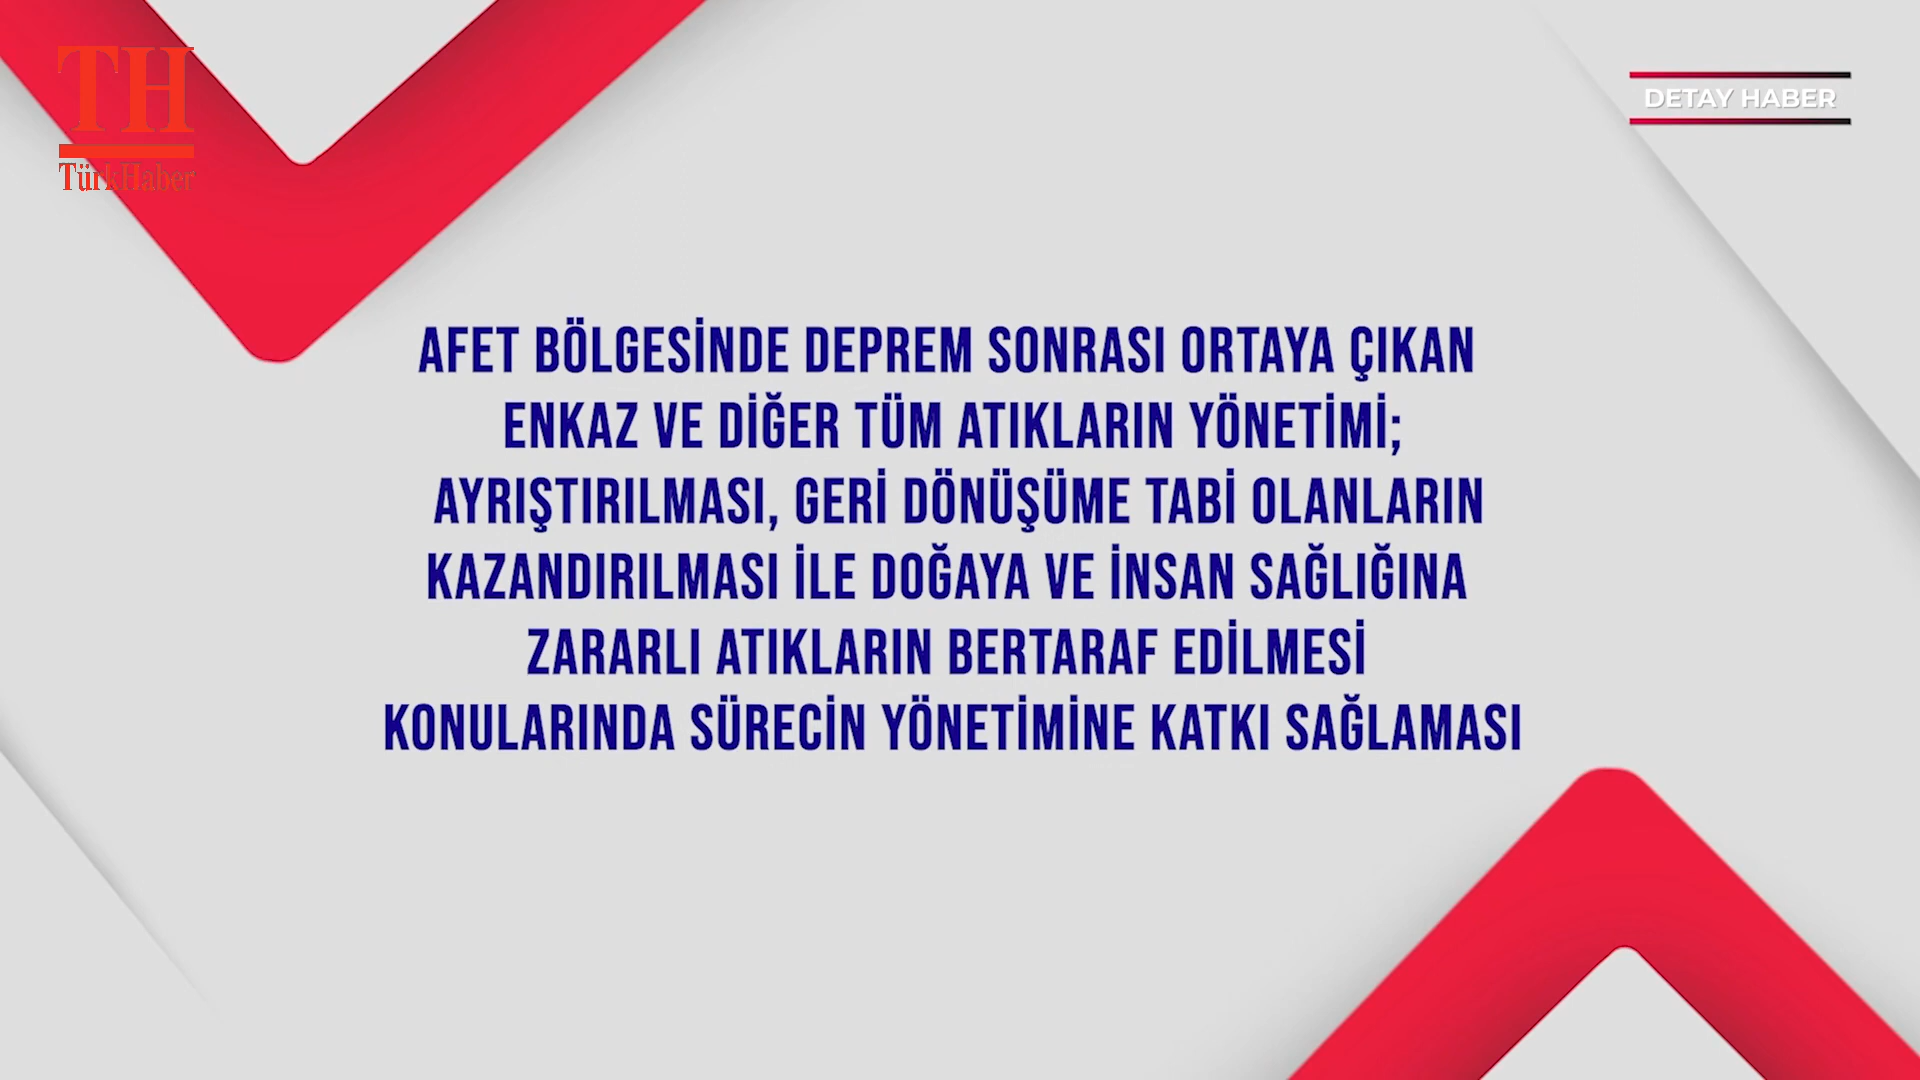 TH
TürkHaber
DETAY HABER
AFET BÖLGESİNDE DEPREM SONRASI ORTAYA ÇIKAN
ENKAZ VE DİĞER TÜM ATIKLARIN YÖNETİMİ;
AYRIŞTIRILMASI, GERİ DÖNÜŞÜME TABİ OLANLARIN
KAZANDIRILMASI İLE DOĞAYA VE İNSAN SAĞLIĞINA
ZARARLI ATIKLARIN BERTARAF EDİLMESİ
KONULARINDA SÜRECİN YÖNETİMİNE KATKI SAĞLAMASI